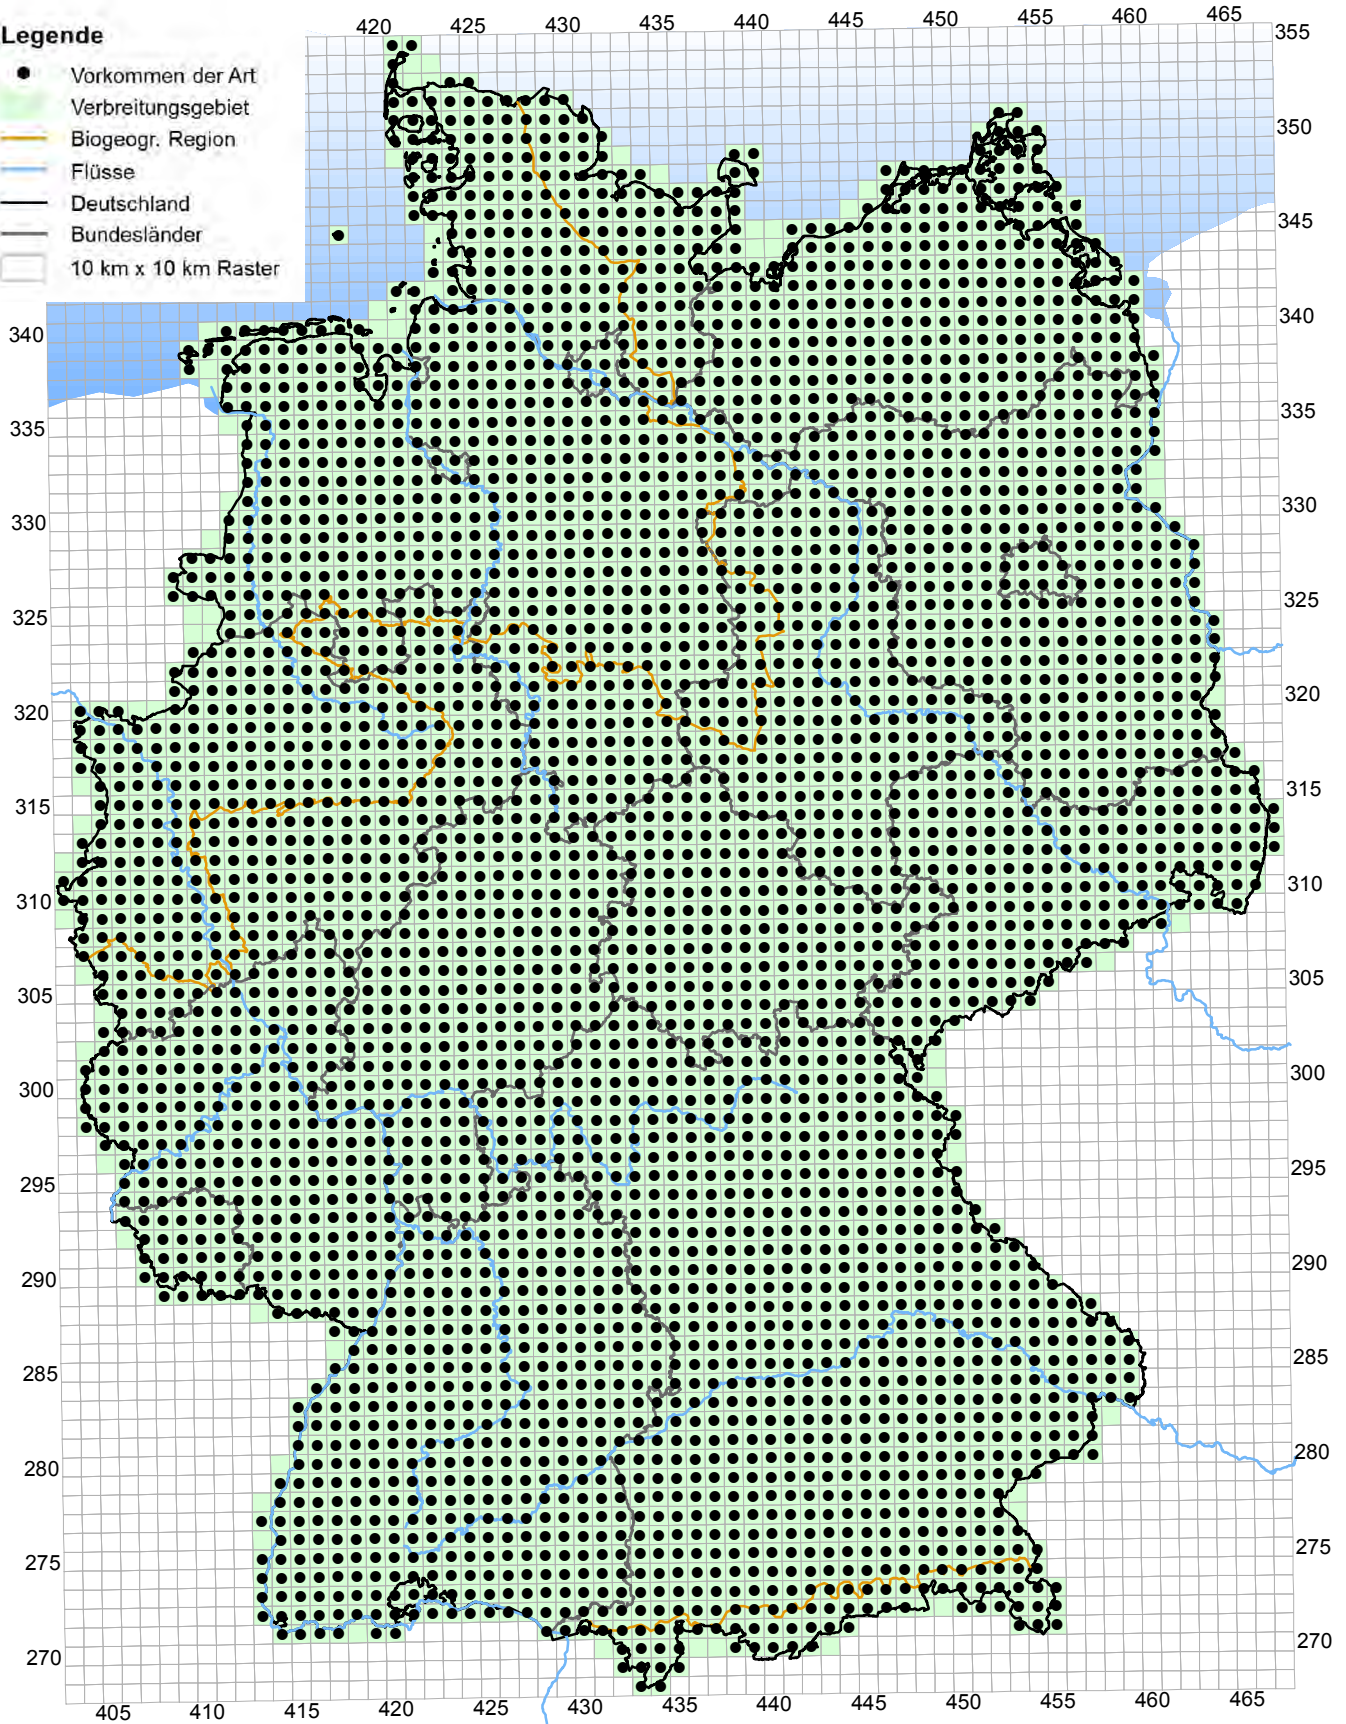 Legende
Vorkommen der Art
Verbreitungsgebiet
Biogeogr. Region
Flüsse
Deutschland
Bundesländer
10 km x 10 km Raster
420 425 430 435 440 445 450 455 460 465
355
350
345
340 340
335 335
330 330
325 325
320 320
315 315
310 310
305 305
300 300
295 295
290 290
285 285
280 280
275 275
270 270
405 410 415 420 425 430 435 440 445 450 455 460 465